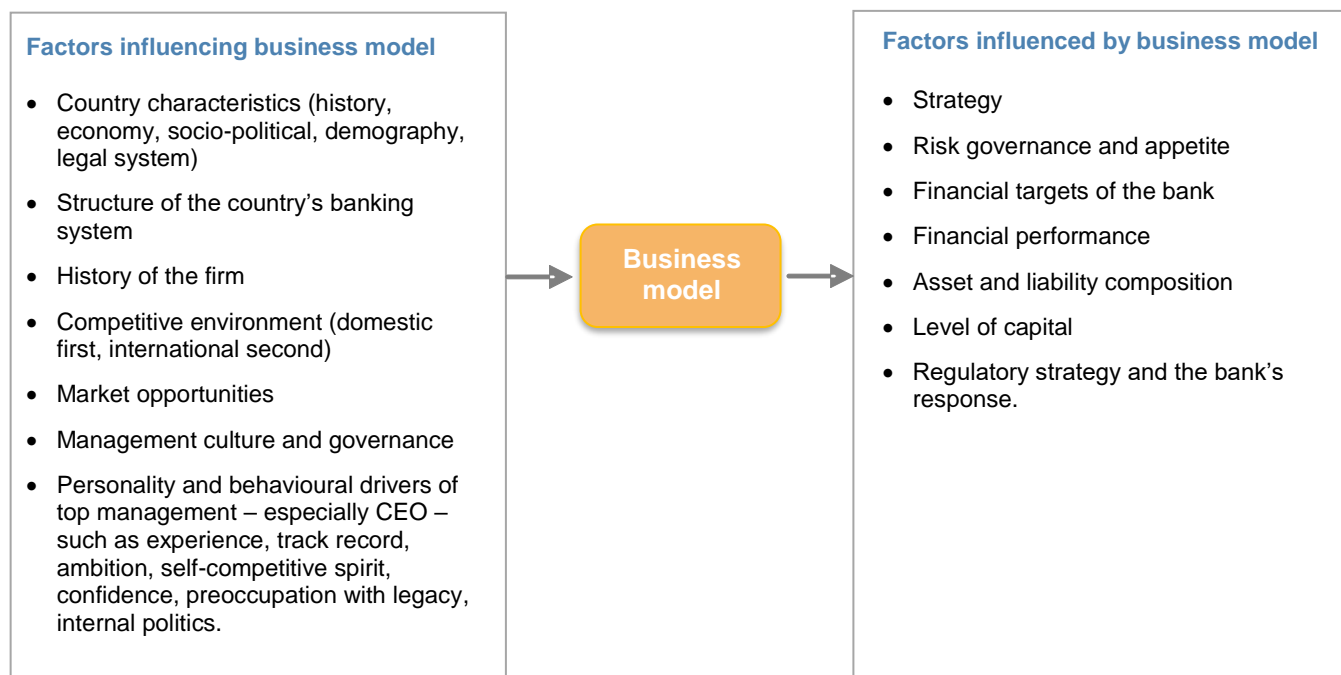 Factors influencing business model
• Country characteristics (history,
economy, socio-political, demography,
legal system)
• Structure of the country's banking
system
• History of the firm
• Competitive environment (domestic
first, international second)
• Market opportunities
• Management culture and governance
• Personality and behavioural drivers of
top management – especially CEO –
such as experience, track record,
ambition, self-competitive spirit,
confidence, preoccupation with legacy,
internal politics.
Business
model
Factors influenced by business model
• Strategy
• Risk governance and appetite
• Financial targets of the bank
• Financial performance
• Asset and liability composition
• Level of capital
• Regulatory strategy and the bank's
response.